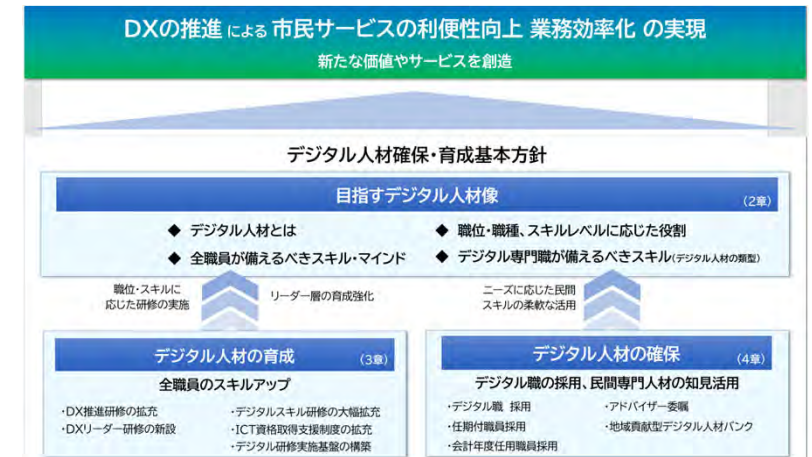 DXの推進 による 市民サービスの利便性向上 業務効率化 の実現
新たな価値やサービスを創造
デジタル人材確保・育成基本方針
目指すデジタル人材像
(2章)
◆ デジタル人材とは
◆ 全職員が備えるべきスキル・マインド
◆ 職位・職種、スキルレベルに応じた役割
◆ デジタル専門職が備えるべきスキル(デジタル人材の類型)
職位・スキルに
応じた研修の実施
リーダー層の育成強化
ニーズに応じた民間
スキルの柔軟な活用
デジタル人材の育成
(3章)
全職員のスキルアップ
・DX推進研修の拡充
・DXリーダー研修の新設
・デジタルスキル研修の大幅拡充
・ICT資格取得支援制度の拡充
・デジタル研修実施基盤の構築
デジタル人材の確保
(4章)
デジタル職の採用、民間専門人材の知見活用
・デジタル職 採用
・任期付職員採用
・会計年度任用職員採用
・アドバイザー委嘱
・地域貢献型デジタル人材バンク